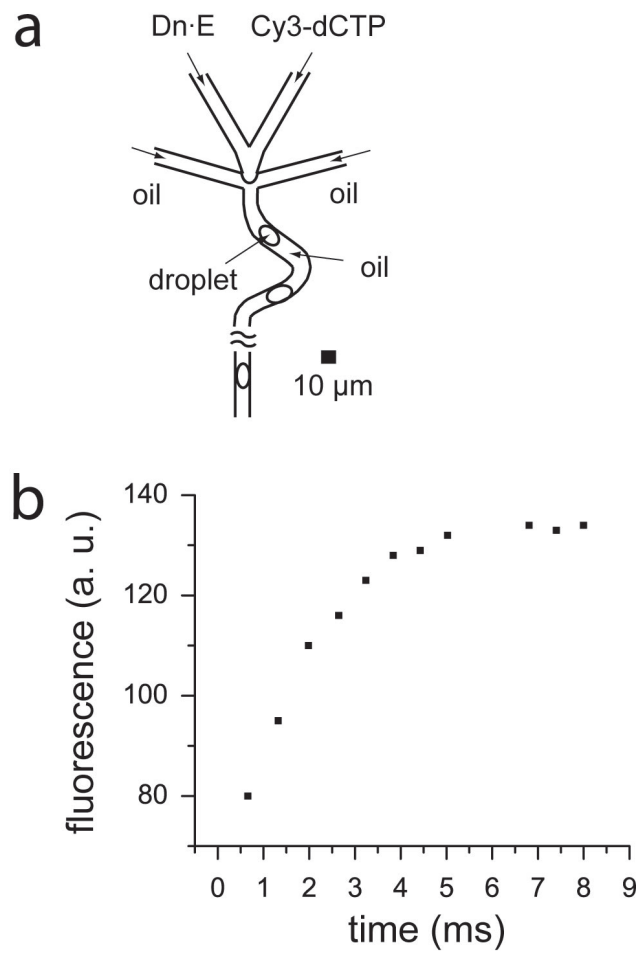 a
Dn·E Cy3-dCTP
oil oil
droplet oil
10 µm
b
fluorescence (a. u.)
140
120
100
80
0 1 2 3 4 5 6 7 8 9
time (ms)